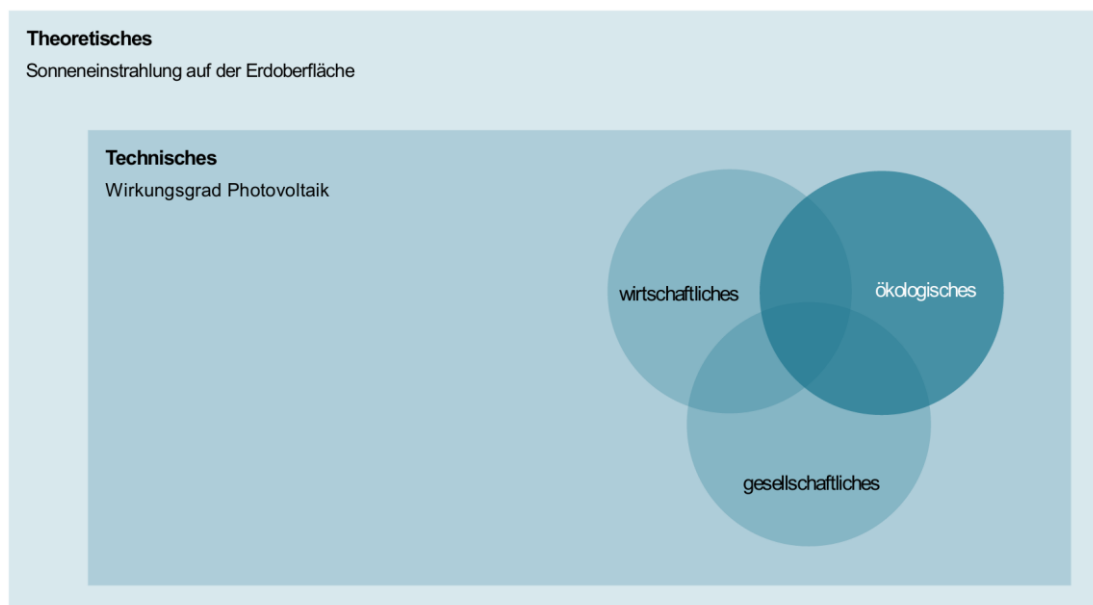 Theoretisches
Sonneneinstrahlung auf der Erdoberfläche
Technisches
Wirkungsgrad Photovoltaik
wirtschaftliches
ökologisches
gesellschaftliches